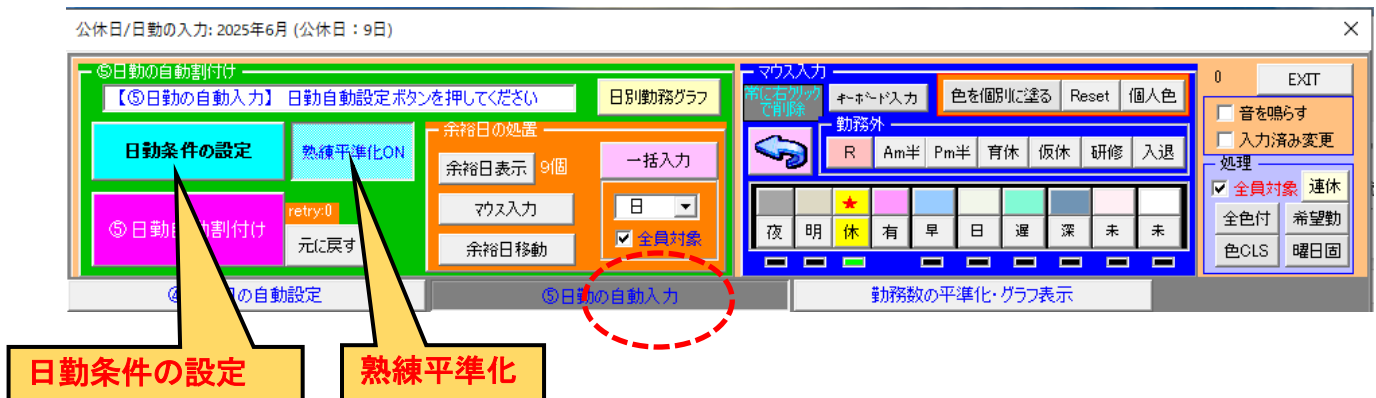 公休日/日勤の入力: 2025年6月 (公休日：9日)
⑤日勤の自動割付け
【⑤日勤の自動入力】 日勤自動設定ボタンを押してください
日別勤務グラフ
日勤条件の設定
熟練平準化ON
⑤日勤自動割付け
retry:0
元に戻す
余裕日の処置
余裕日表示 9個
一括入力
マウス入力
日
余裕日移動
全員対象
マウス入力
常に右クリック
で削除
キーボード入力
色を個別に塗る Reset 個人色
勤務外
R Am半 Pm半 育休 仮休 研修 入退
★
夜 明 休 有 早 日 遅 深 未 未
0 EXIT
音を鳴らす
入力済み変更
処理
全員対象 連休
全色付 希望勤
色CLS 曜日固
④ 日の自動設定
⑤日勤の自動入力
勤務数の平準化・グラフ表示
日勤条件の設定
熟練平準化